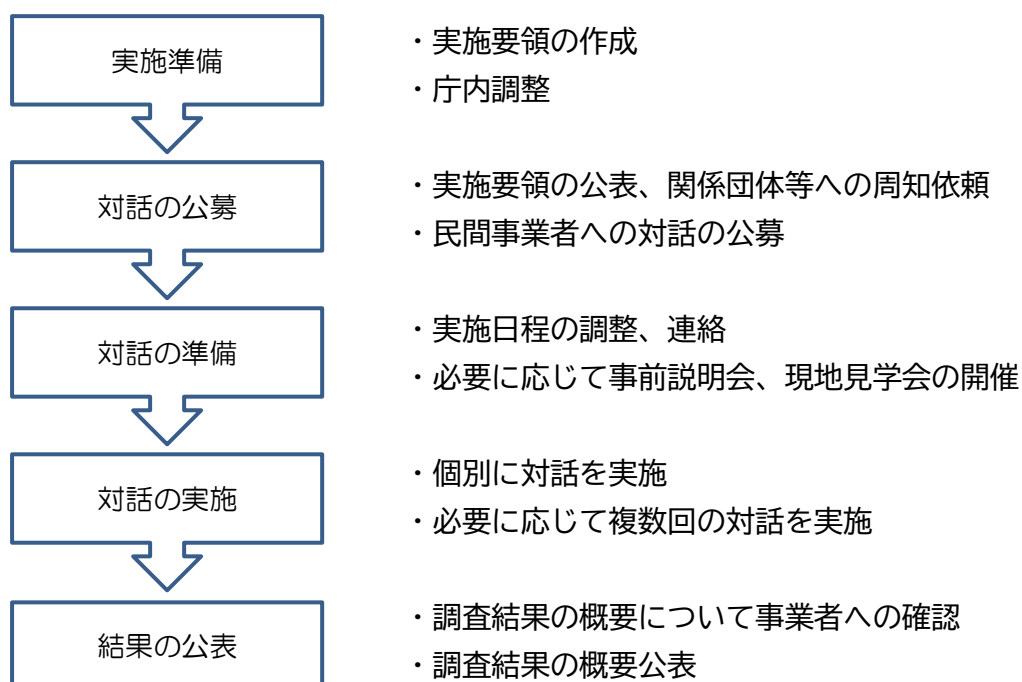 実施準備
・実施要領の作成
・庁内調整
対話の公募
・実施要領の公表、関係団体等への周知依頼
・民間事業者への対話の公募
対話の準備
・実施日程の調整、連絡
・必要に応じて事前説明会、現地見学会の開催
対話の実施
・個別に対話を実施
・必要に応じて複数回の対話を実施
結果の公表
・調査結果の概要について事業者への確認
・調査結果の概要公表